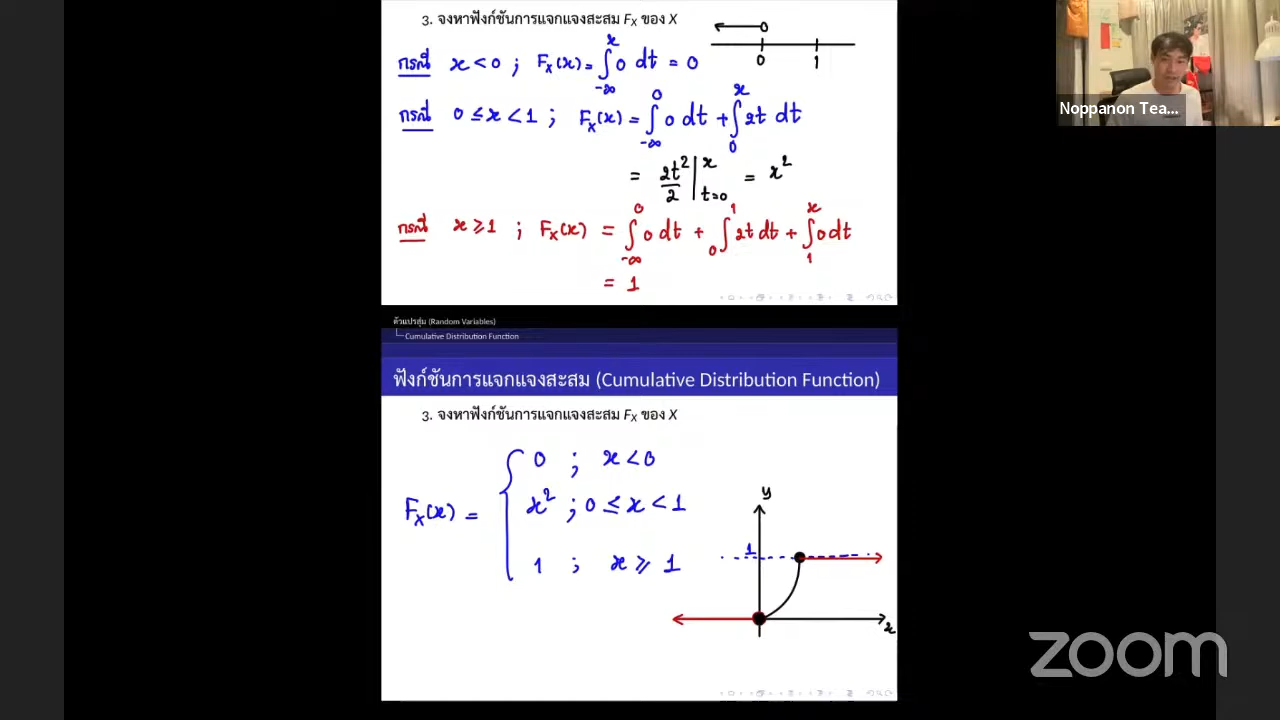 3. จงหาฟังก์ชันการแจกแจงสะสม F_X ของ X
0 1
กรณี x < 0 ; F_X(x) = ∫_{-∞}^{x} 0 dt = 0
กรณี 0 ≤ x < 1 ; F_X(x) = ∫_{-∞}^{0} 0 dt + ∫_{0}^{x} 2t dt
= 2t²/2 |_{t=0}^{x} = x²
กรณี x ≥ 1 ; F_X(x) = ∫_{-∞}^{0} 0 dt + ∫_{0}^{1} 2t dt + ∫_{1}^{x} 0 dt
= 1
ตัวแปรสุ่ม (Random Variables)
Cumulative Distribution Function
ฟังก์ชันการแจกแจงสะสม (Cumulative Distribution Function)
3. จงหาฟังก์ชันการแจกแจงสะสม F_X ของ X
0 ; x < 0
F_X(x) = { x² ; 0 ≤ x < 1
1 ; x ≥ 1
y
1
x
Noppanon Tea...
zoom